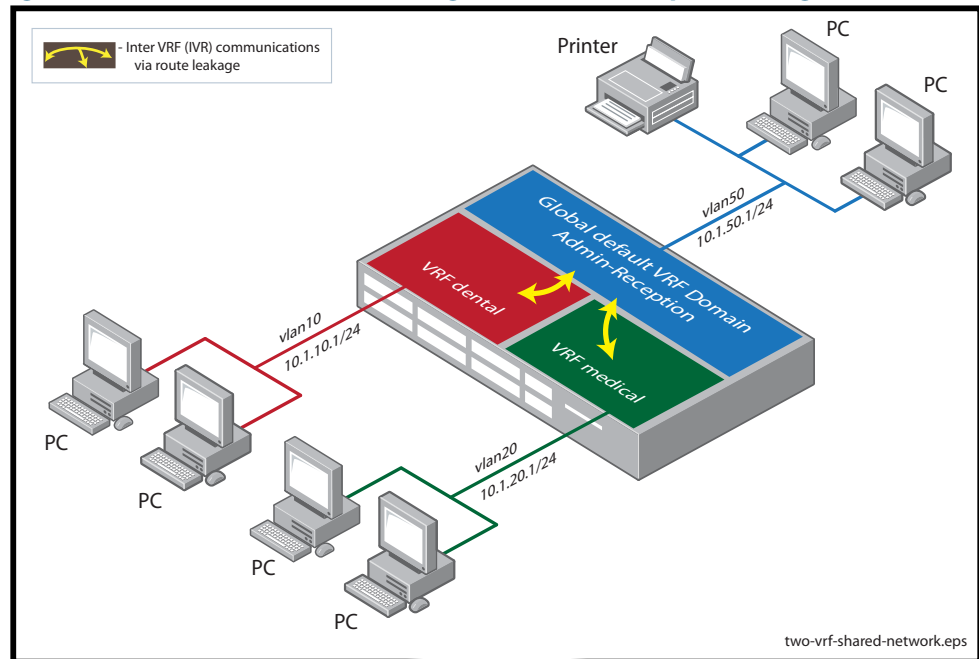 - Inter VRF (IVR) communications
via route leakage
Printer
PC
PC
vlan50
10.1.50.1/24
Global default VRF Domain
Admin-Reception
VRF dental
VRF medical
vlan10
10.1.10.1/24
PC
PC
vlan20
10.1.20.1/24
PC
PC
two-vrf-shared-network.eps